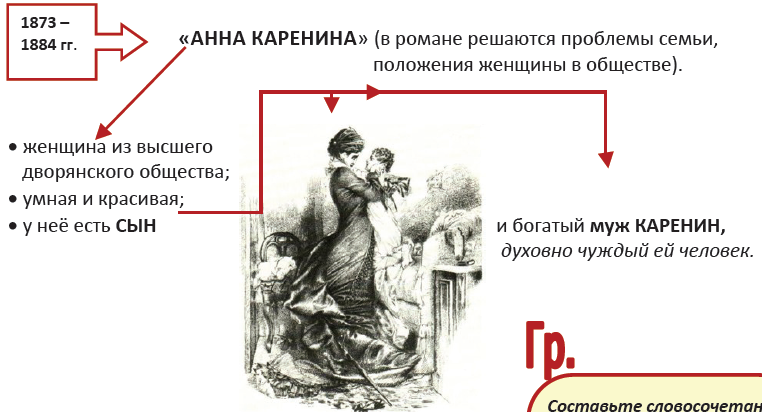 1873 –
1884 гг.
«АННА КАРЕНИНА» (в романе решаются проблемы семьи,
положения женщины в обществе).
• женщина из высшего
дворянского общества;
• умная и красивая;
• у неё есть СЫН
и богатый муж КАРЕНИН,
духовно чуждый ей человек.
Гр.
Составьте словосочетан